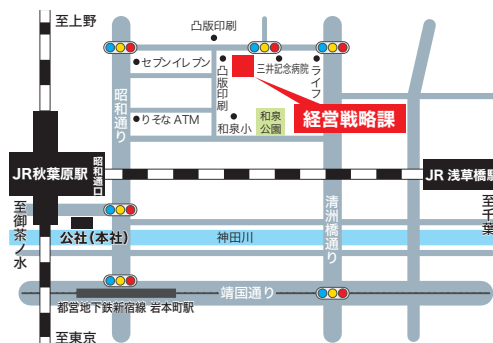 至上野
凸版印刷
セブンイレブン
凸版印刷
三井記念病院
ライフ
昭和通り
りそなATM
和泉小
和泉
公園
経営戦略課
JR秋葉原駅
昭和通口
JR 浅草橋駅
至御茶ノ水
公社(本社)
神田川
清洲橋通り
至千葉
靖国通り
都営地下鉄新宿線 岩本町駅
至東京